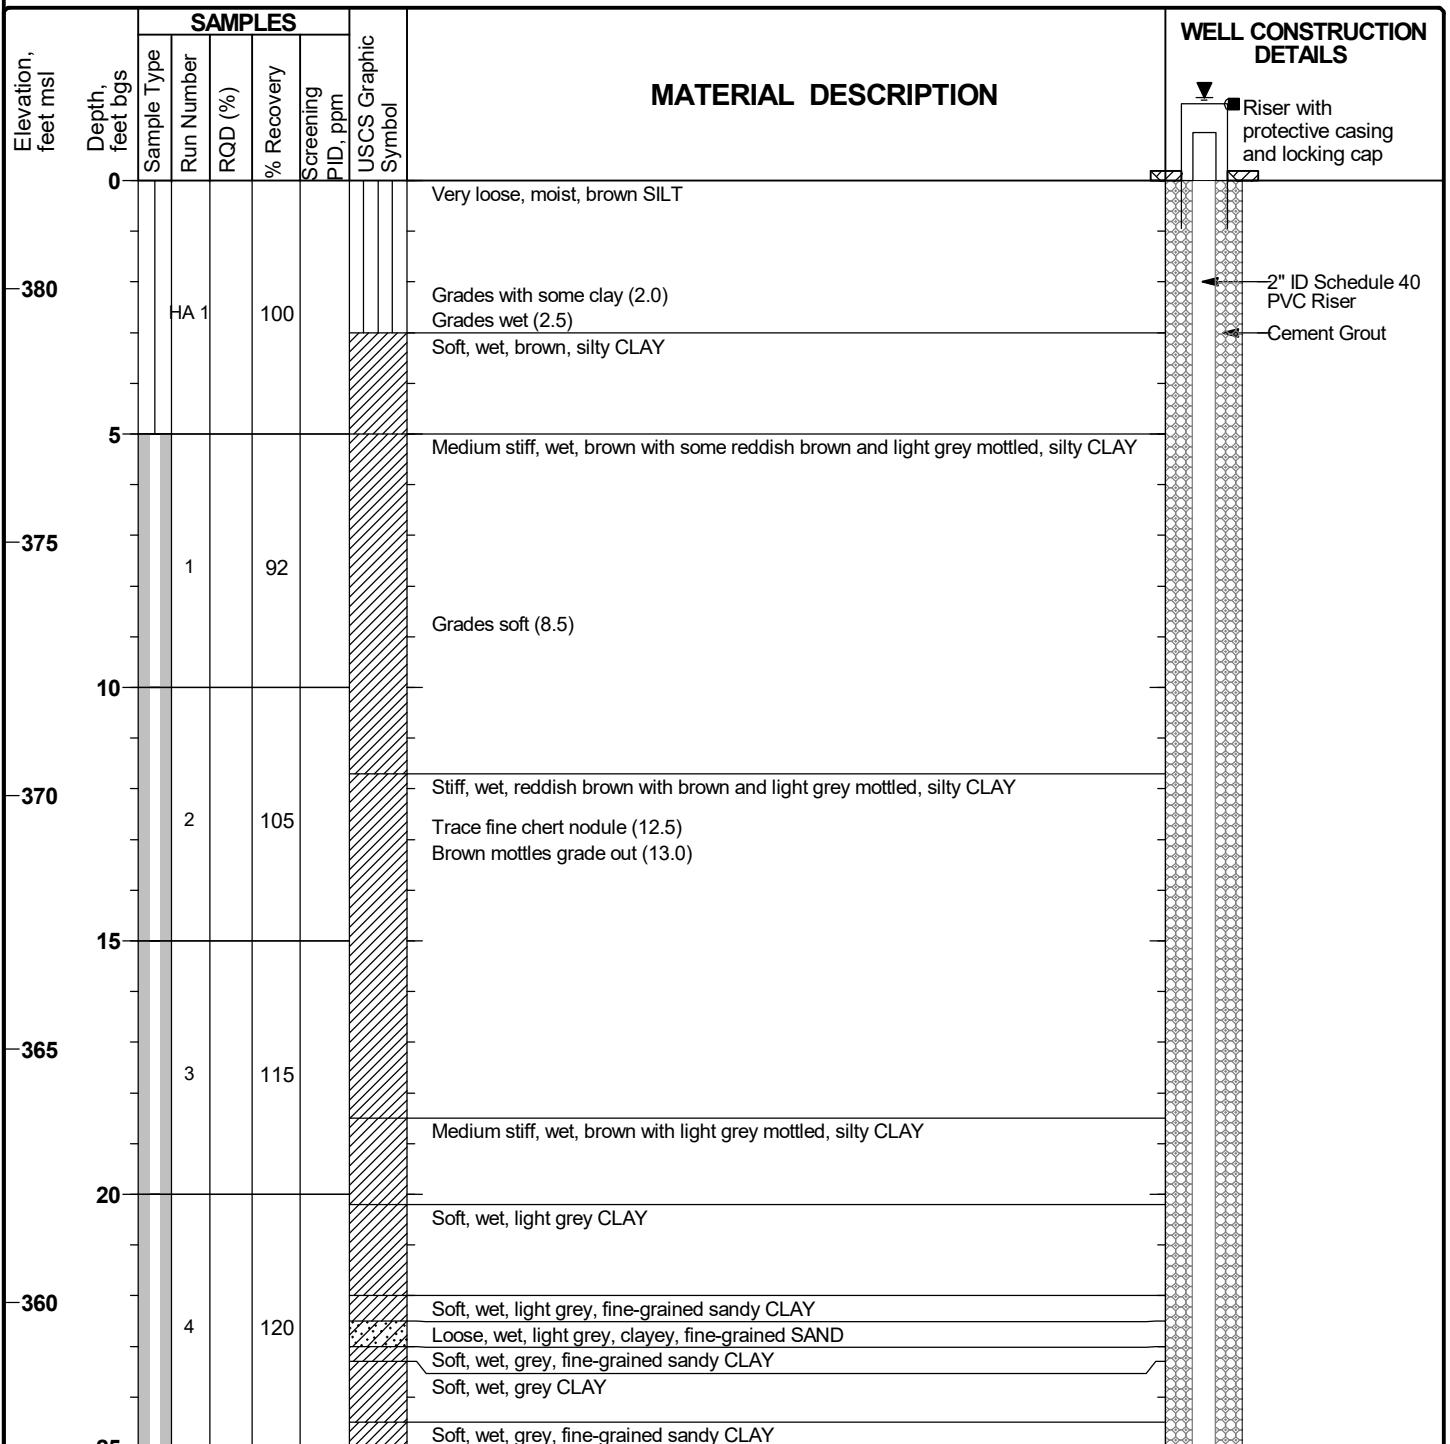 SAMPLES
Elevation,
feet msl
Depth,
feet bgs
Sample Type
Run Number
RQD (%)
% Recovery
Screening
PID, ppm
USCS Graphic
Symbol
MATERIAL DESCRIPTION
WELL CONSTRUCTION
DETAILS
Riser with
protective casing
and locking cap
0
Very loose, moist, brown SILT
380
2" ID Schedule 40
PVC Riser
Grades with some clay (2.0)
HA 1
100
Grades wet (2.5)
Cement Grout
Soft, wet, brown, silty CLAY
5
Medium stiff, wet, brown with some reddish brown and light grey mottled, silty CLAY
375
1
92
Grades soft (8.5)
10
Stiff, wet, reddish brown with brown and light grey mottled, silty CLAY
370
2
105
Trace fine chert nodule (12.5)
Brown mottles grade out (13.0)
15
365
3
115
Medium stiff, wet, brown with light grey mottled, silty CLAY
20
Soft, wet, light grey CLAY
360
Soft, wet, light grey, fine-grained sandy CLAY
4
120
Loose, wet, light grey, clayey, fine-grained SAND
Soft, wet, grey, fine-grained sandy CLAY
Soft, wet, grey CLAY
Soft, wet, grey, fine-grained sandy CLAY
25